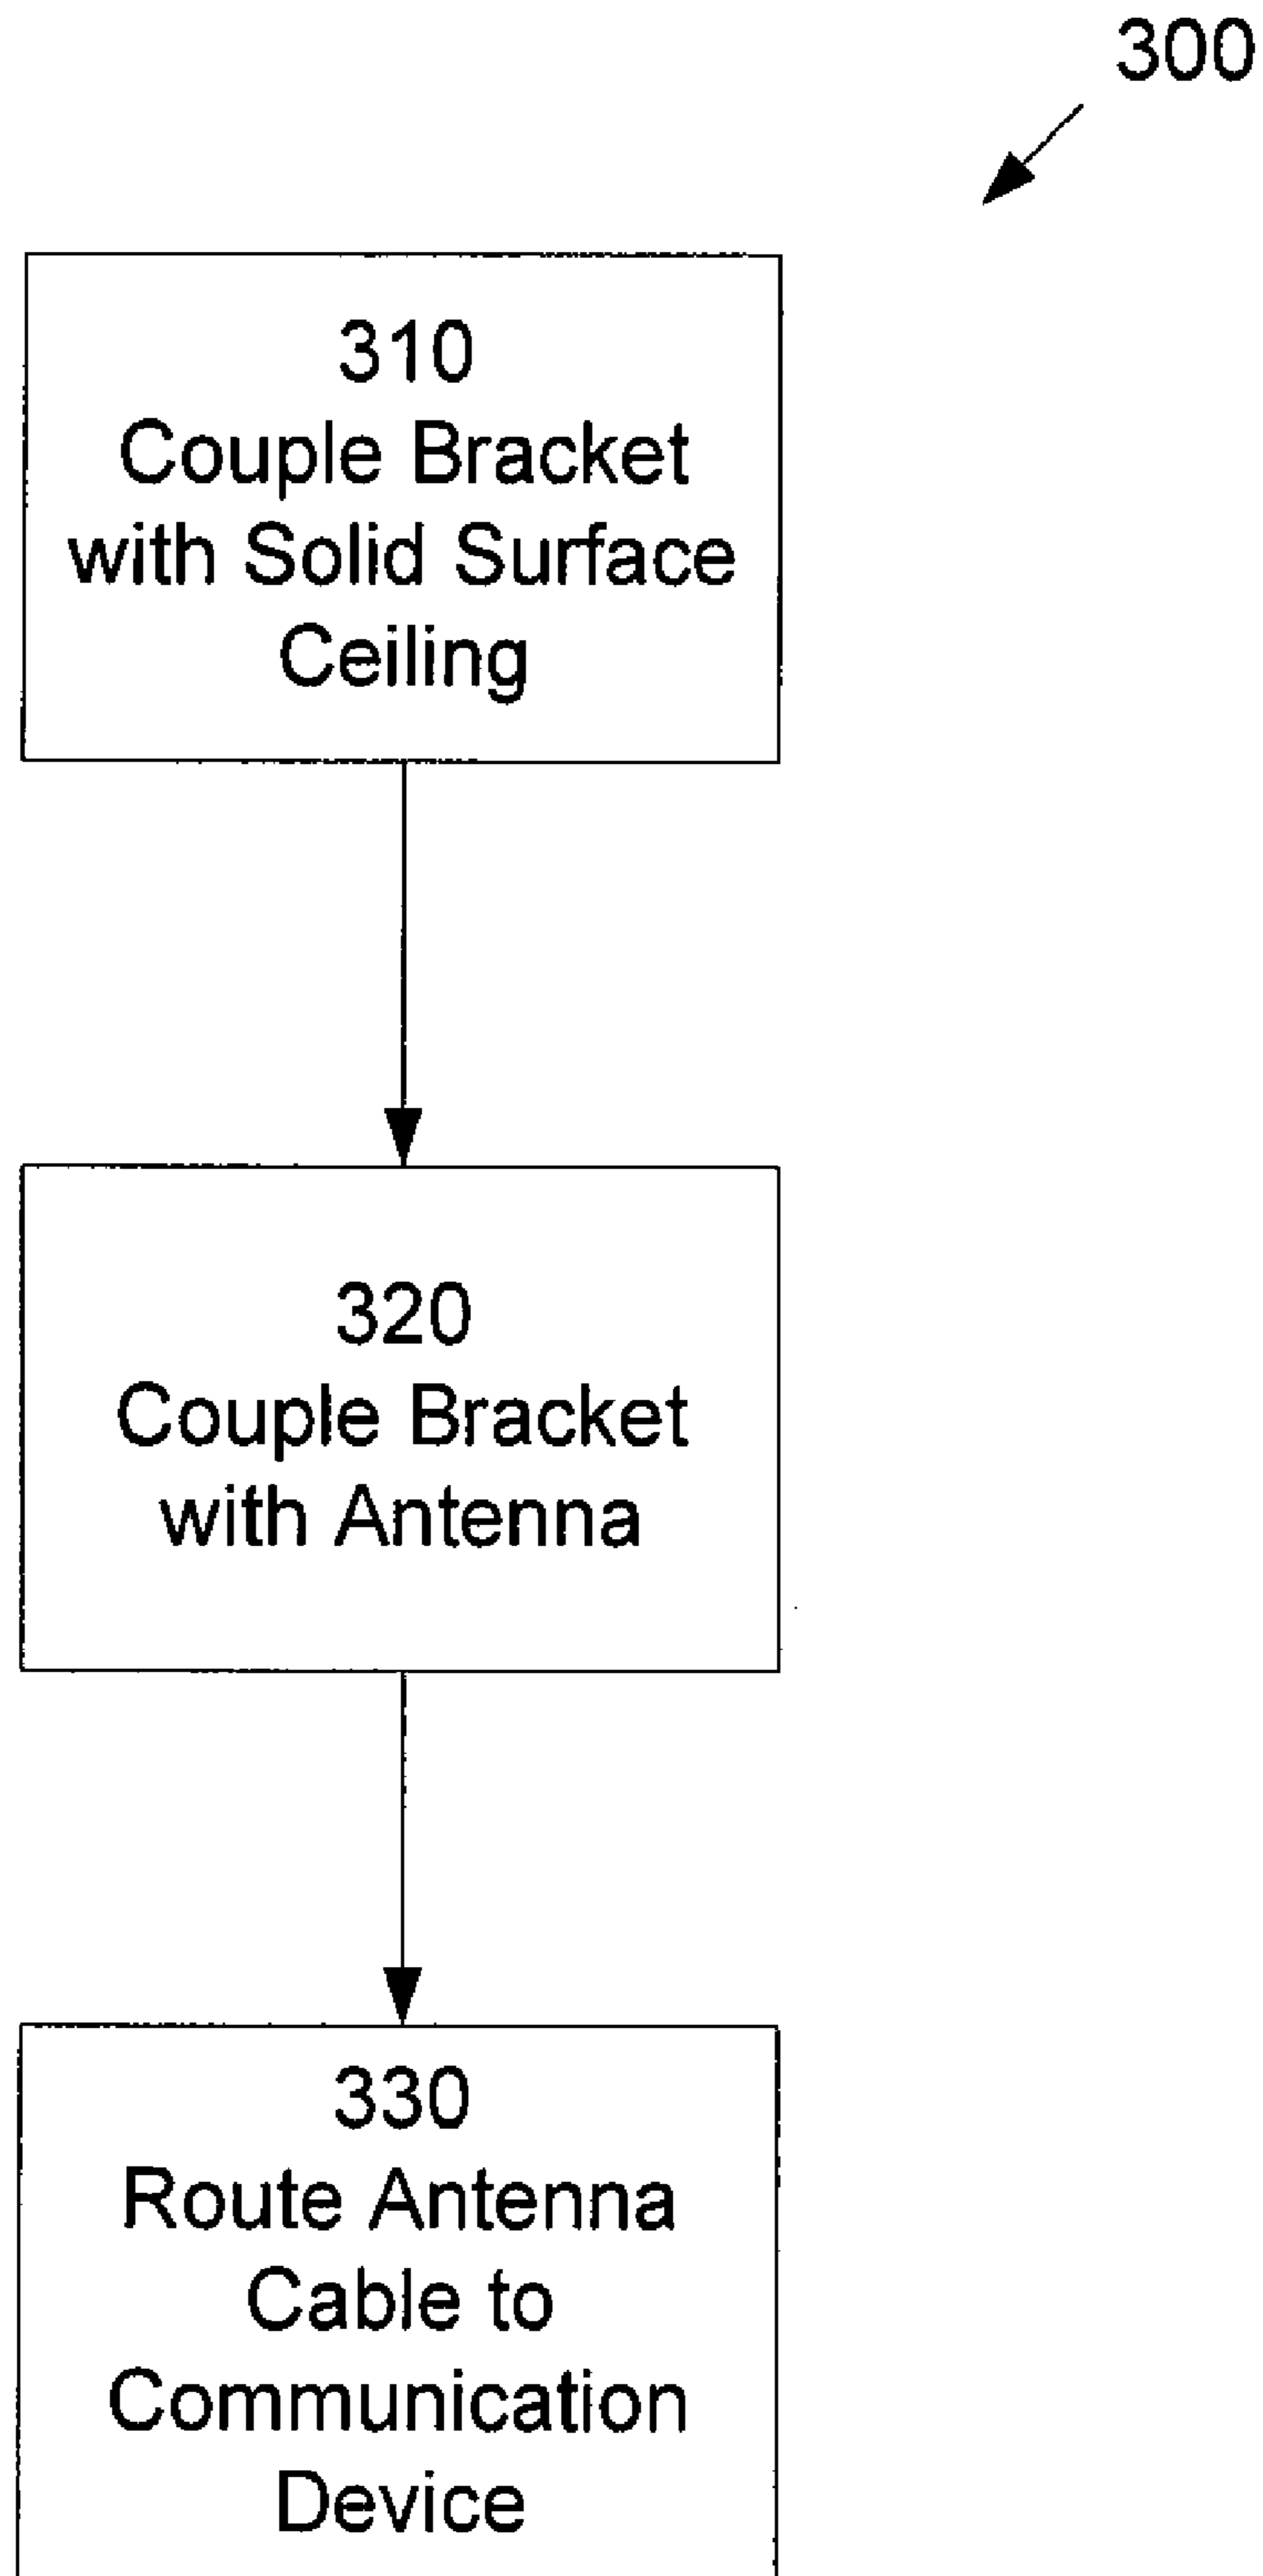 300
310
Couple Bracket
with Solid Surface
Ceiling
320
Couple Bracket
with Antenna
330
Route Antenna
Cable to
Communication
Device